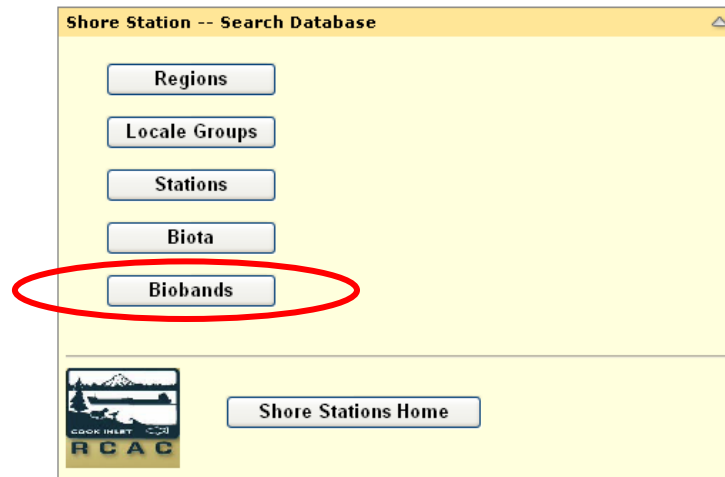 Shore Station -- Search Database
Regions
Locale Groups
Stations
Biota
Biobands
Shore Stations Home
COOK INLET
RCAC